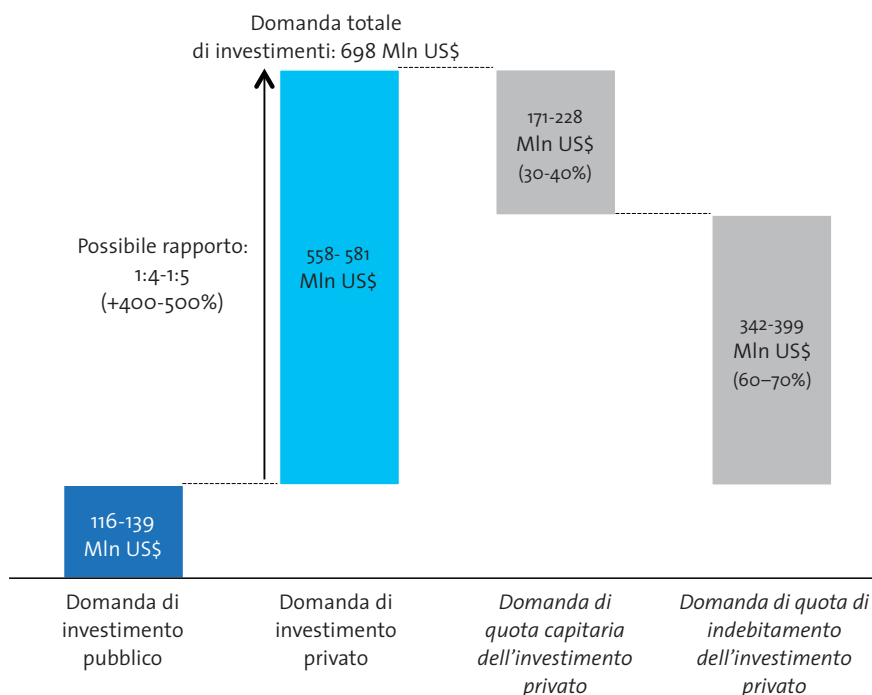 Domanda totale
di investimenti: 698 Mln US$
171-228
Mln US$
(30-40%)
Possibile rapporto:
1:4-1:5
(+400-500%)
558- 581
Mln US$
342-399
Mln US$
(60–70%)
116-139
Mln US$
Domanda di
investimento
pubblico
Domanda di
investimento
privato
Domanda di
quota capitaria
dell'investimento
privato
Domanda di quota di
indebitamento
dell'investimento
privato